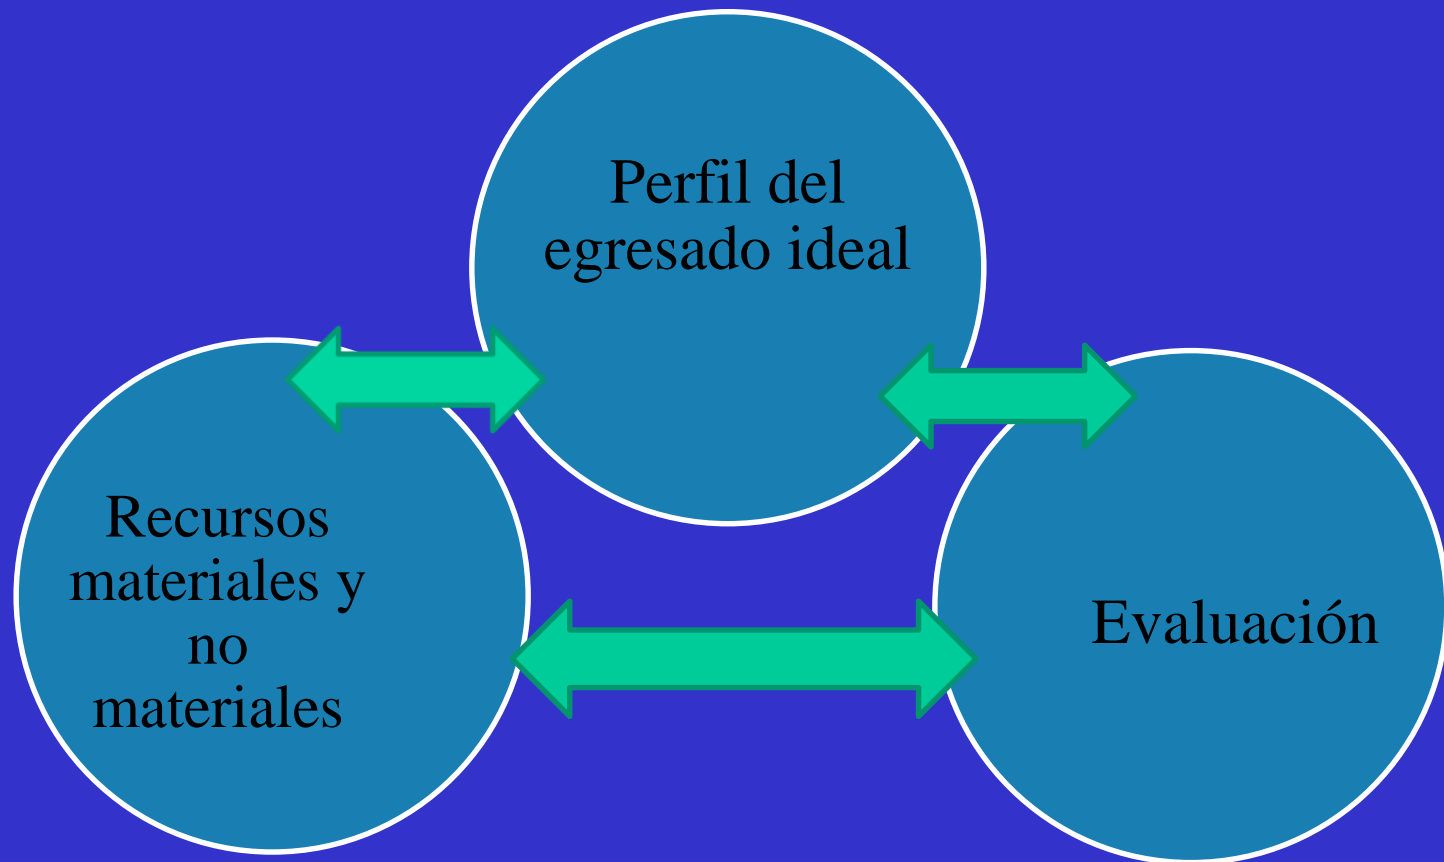 Perfil del
egresado ideal
Recursos
materiales y
no
materiales
Evaluación